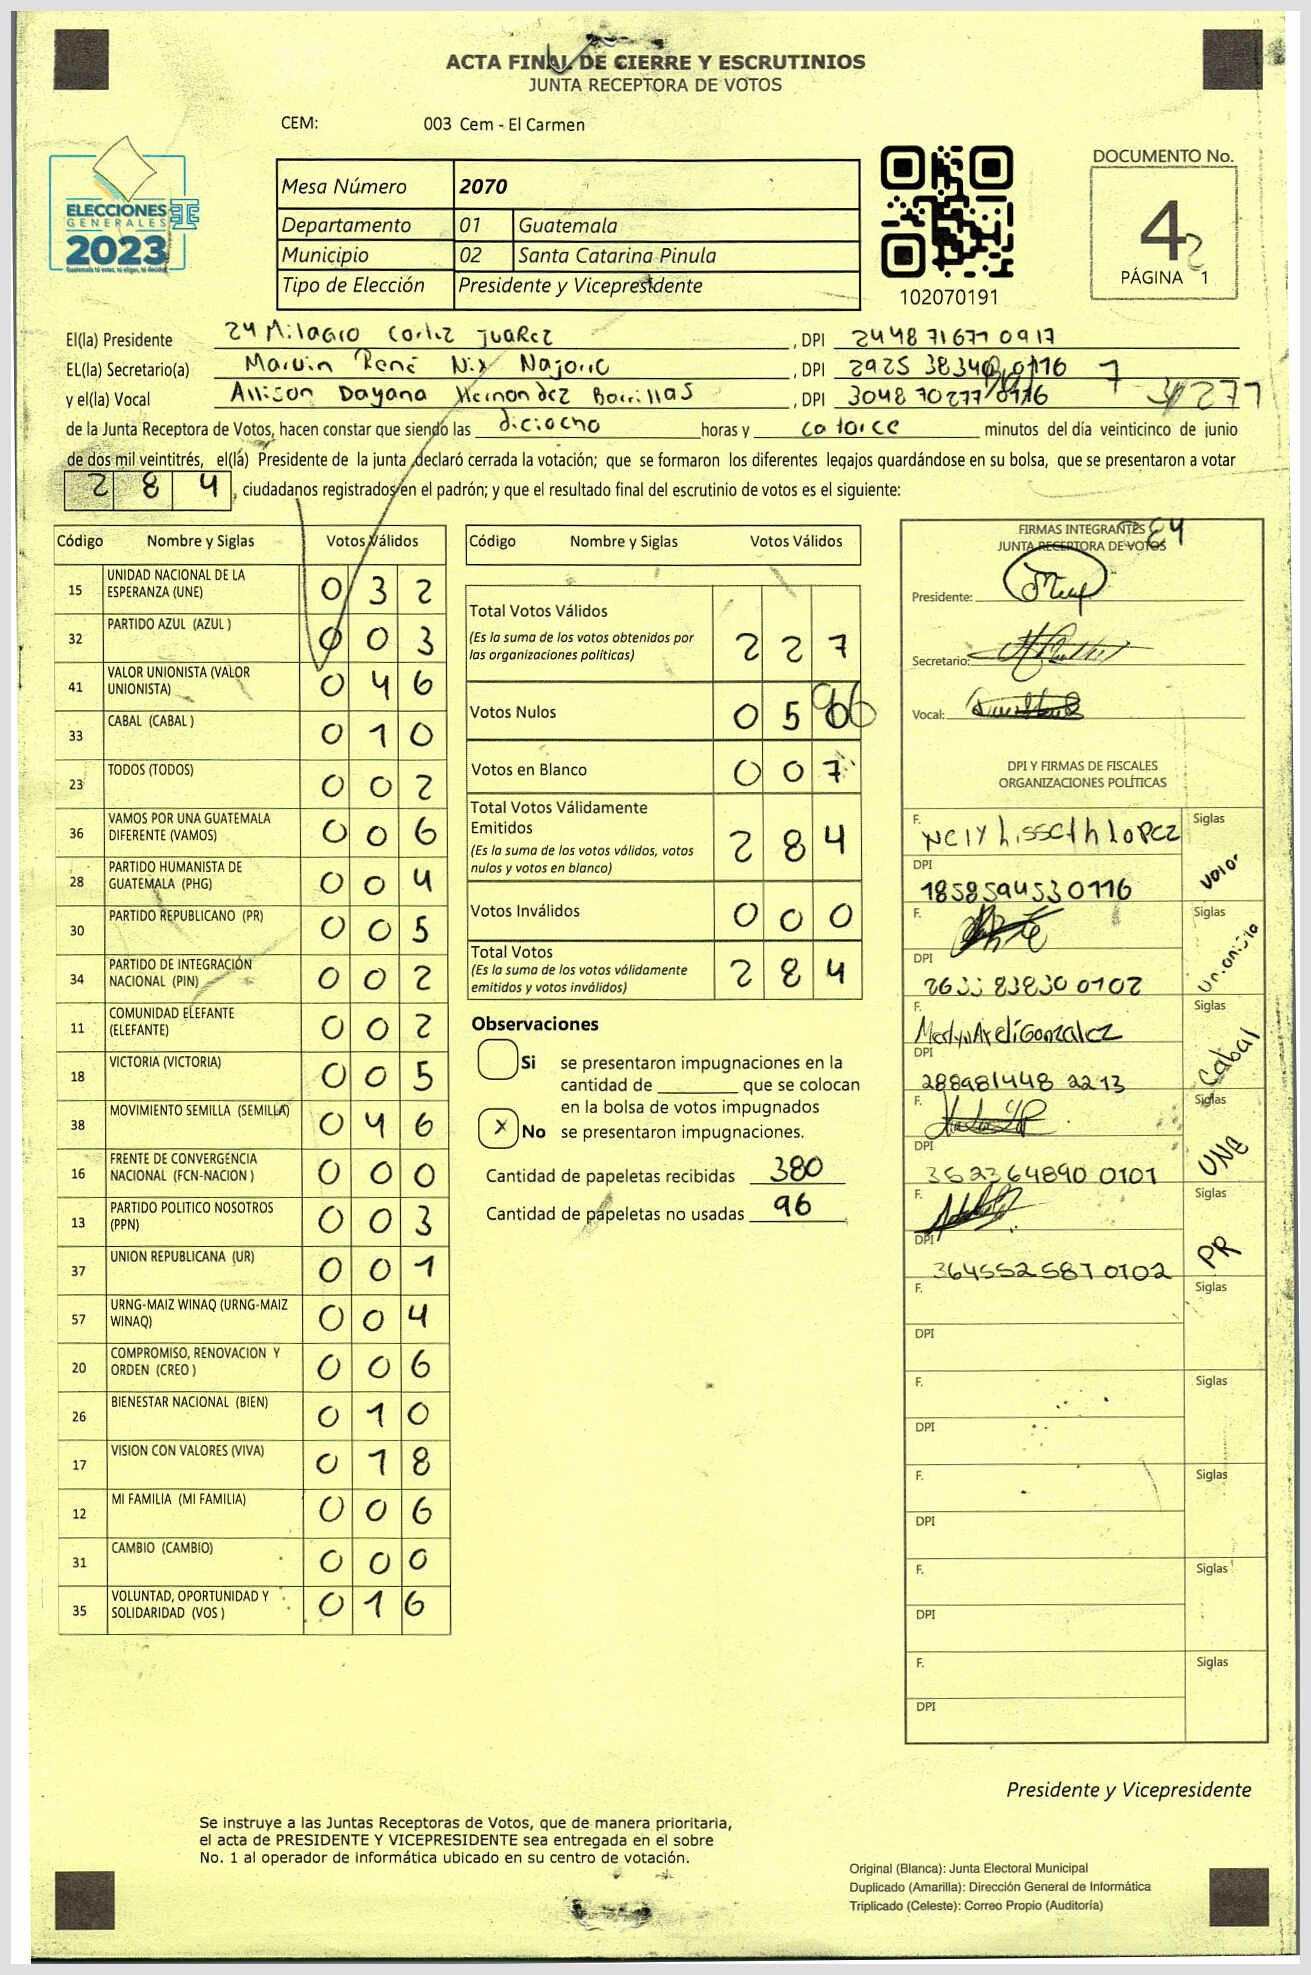 ACTA FINAL DE CIERRE Y ESCRUTINIOS
JUNTA RECEPTORA DE VOTOS
CEM: 003 Cem - El Carmen
ELECCIONES
GENERALES
2023
Guatemala tú votas, tú eliges, tú decides
Mesa Número 2070
Departamento 01 Guatemala
Municipio 02 Santa Catarina Pinula
Tipo de Elección Presidente y Vicepresidente
102070191
DOCUMENTO No.
4
2
PÁGINA 1
El(la) Presidente 24 Milagro Cortez Juarez , DPI 2448 71671 0917
EL(la) Secretario(a) Marvin René Nix Najorro , DPI 2925 38340 0116 7
y el(la) Vocal Allison Dayana Hernandez Barrillas , DPI 3048 70277 0116 277
de la Junta Receptora de Votos, hacen constar que siendo las diciocho horas y catorce minutos del día veinticinco de junio
de dos mil veintitrés, el(la) Presidente de la junta declaró cerrada la votación; que se formaron los diferentes legajos guardándose en su bolsa, que se presentaron a votar
2 8 4 , ciudadanos registrados en el padrón; y que el resultado final del escrutinio de votos es el siguiente:
Código Nombre y Siglas Votos Válidos
15 UNIDAD NACIONAL DE LA ESPERANZA (UNE) 0 3 2
32 PARTIDO AZUL (AZUL ) 0 0 3
41 VALOR UNIONISTA (VALOR UNIONISTA) 0 4 6
33 CABAL (CABAL ) 0 1 0
23 TODOS (TODOS) 0 0 2
36 VAMOS POR UNA GUATEMALA DIFERENTE (VAMOS) 0 0 6
28 PARTIDO HUMANISTA DE GUATEMALA (PHG) 0 0 4
30 PARTIDO REPUBLICANO (PR) 0 0 5
34 PARTIDO DE INTEGRACIÓN NACIONAL (PIN) 0 0 2
11 COMUNIDAD ELEFANTE (ELEFANTE) 0 0 2
18 VICTORIA (VICTORIA) 0 0 5
38 MOVIMIENTO SEMILLA (SEMILLA) 0 4 6
16 FRENTE DE CONVERGENCIA NACIONAL (FCN-NACION ) 0 0 0
13 PARTIDO POLITICO NOSOTROS (PPN) 0 0 3
37 UNION REPUBLICANA (UR) 0 0 1
57 URNG-MAIZ WINAQ (URNG-MAIZ WINAQ) 0 0 4
20 COMPROMISO, RENOVACION Y ORDEN (CREO ) 0 0 6
26 BIENESTAR NACIONAL (BIEN) 0 1 0
17 VISION CON VALORES (VIVA) 0 1 8
12 MI FAMILIA (MI FAMILIA) 0 0 6
31 CAMBIO (CAMBIO) 0 0 0
35 VOLUNTAD, OPORTUNIDAD Y SOLIDARIDAD (VOS ) 0 1 6
Código Nombre y Siglas Votos Válidos
Total Votos Válidos
(Es la suma de los votos obtenidos por
las organizaciones políticas) 2 2 7
Votos Nulos 0 5
Votos en Blanco 0 0 7
Total Votos Válidamente
Emitidos
(Es la suma de los votos válidos, votos
nulos y votos en blanco) 2 8 4
Votos Inválidos 0 0 0
Total Votos
(Es la suma de los votos válidamente
emitidos y votos inválidos) 2 8 4
Observaciones
Si se presentaron impugnaciones en la
cantidad de ________ que se colocan
en la bolsa de votos impugnados
X No se presentaron impugnaciones.
Cantidad de papeletas recibidas 380
Cantidad de papeletas no usadas 96
FIRMAS INTEGRANTES
JUNTA RECEPTORA DE VOTOS
Presidente:
Secretario:
Vocal:
DPI Y FIRMAS DE FISCALES
ORGANIZACIONES POLÍTICAS
F. Nely Lisseth Lopez Siglas
DPI 1858594530116 Valor
F. Siglas
DPI 2633 83830 0102 Unionista
F. Merlyn Areli Gonzalez Siglas
DPI 288981448 2213 Cabal
F. Siglas
DPI 352364890 0101 UNE
F. Siglas
DPI 364552587 0102 PR
F. Siglas
DPI
F. Siglas
DPI
F. Siglas
DPI
F. Siglas
DPI
F. Siglas
DPI
Presidente y Vicepresidente
Se instruye a las Juntas Receptoras de Votos, que de manera prioritaria,
el acta de PRESIDENTE Y VICEPRESIDENTE sea entregada en el sobre
No. 1 al operador de informática ubicado en su centro de votación.
Original (Blanca): Junta Electoral Municipal
Duplicado (Amarilla): Dirección General de Informática
Triplicado (Celeste): Correo Propio (Auditoría)